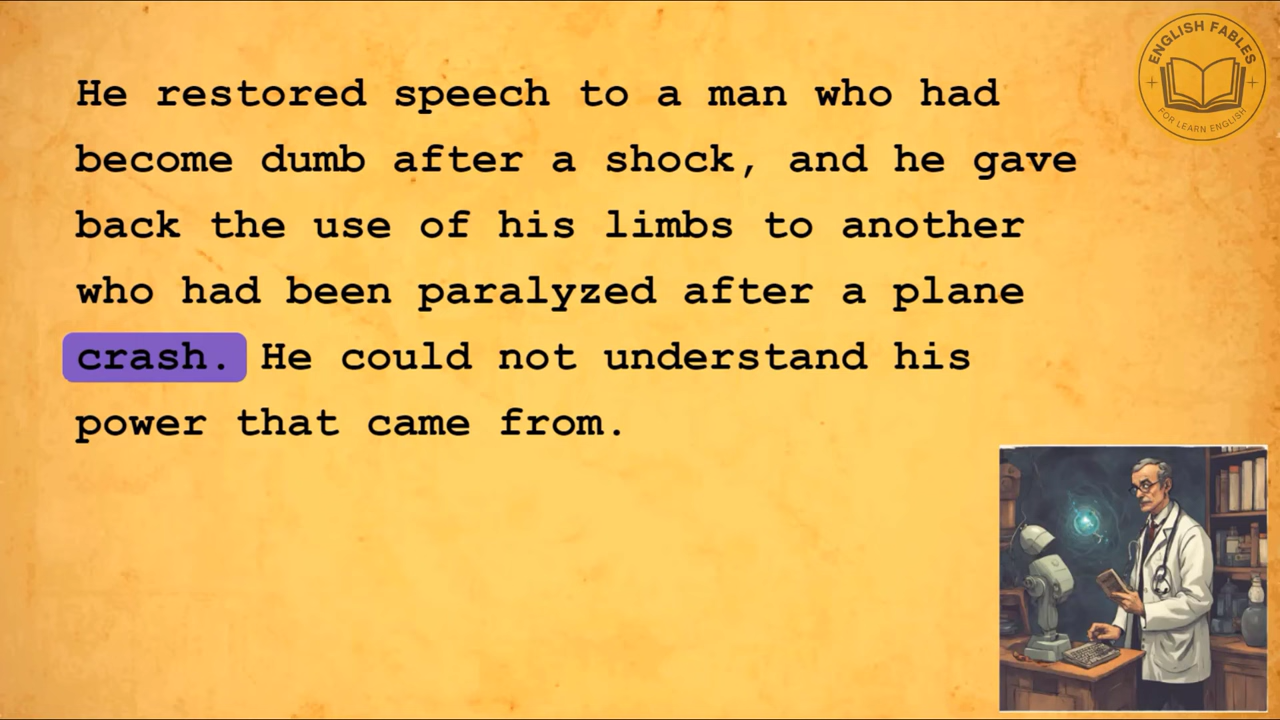 He restored speech to a man who had
become dumb after a shock, and he gave
back the use of his limbs to another
who had been paralyzed after a plane
crash. He could not understand his
power that came from.
ENGLISH FABLES
FOR LEARN ENGLISH